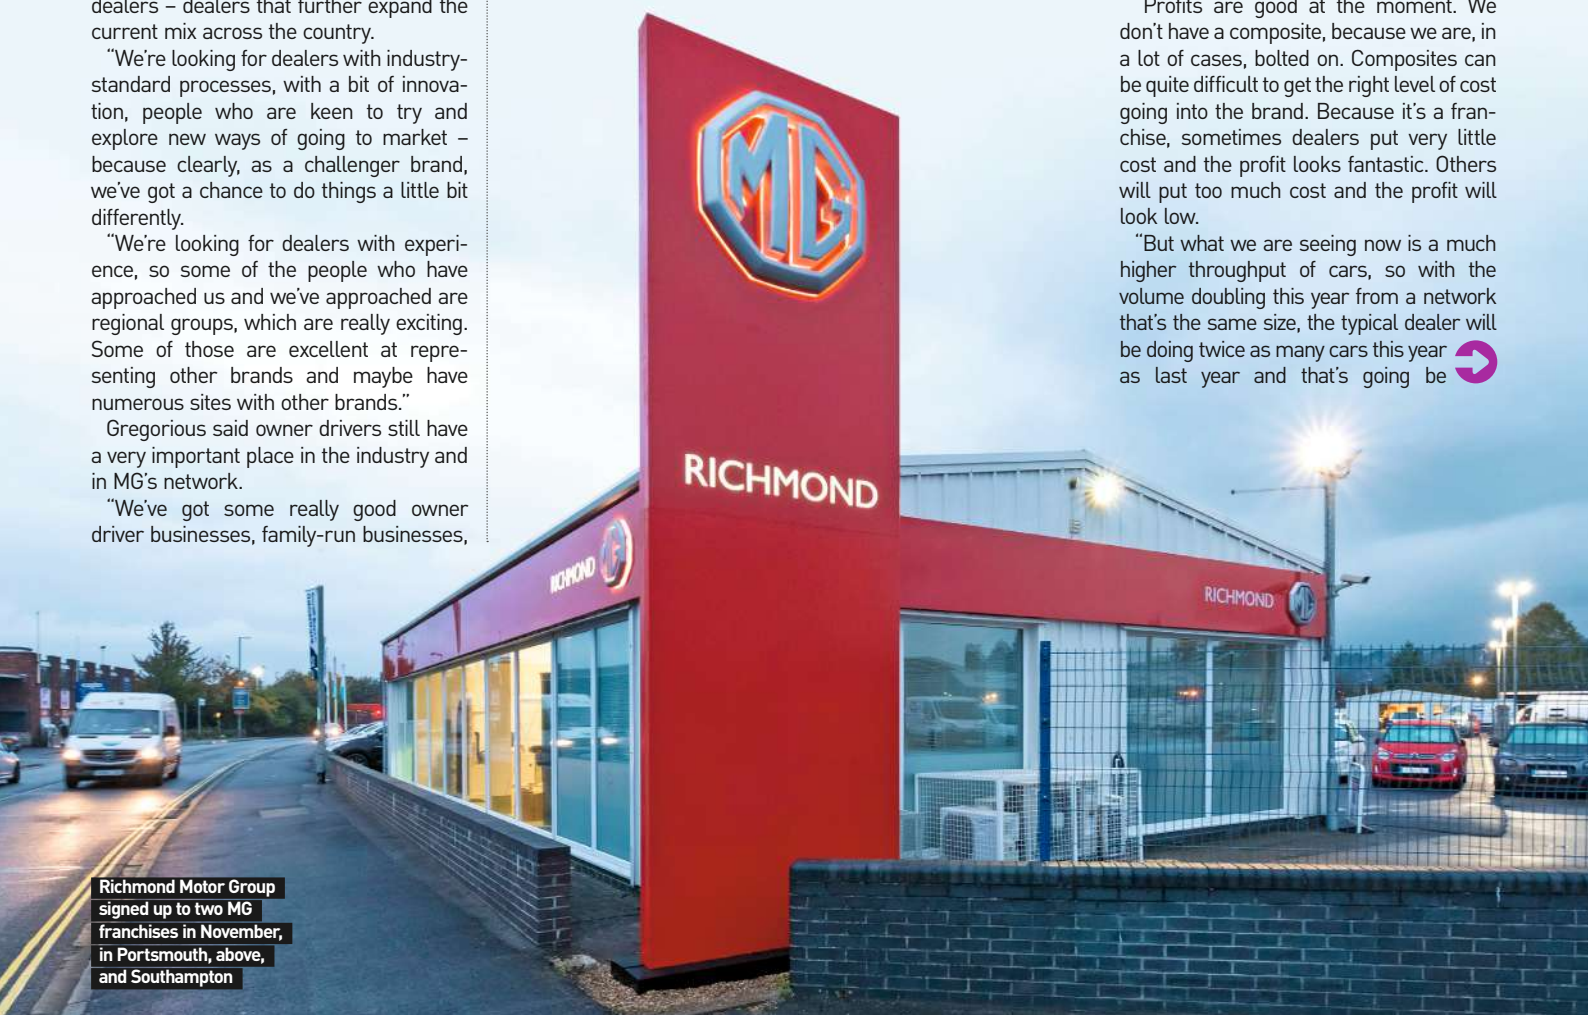 dealers – dealers that further expand the
current mix across the country.
“We’re looking for dealers with industry-
standard processes, with a bit of innova-
tion, people who are keen to try and
explore new ways of going to market –
because clearly, as a challenger brand,
we’ve got a chance to do things a little bit
differently.
“We’re looking for dealers with experi-
ence, so some of the people who have
approached us and we’ve approached are
regional groups, which are really exciting.
Some of those are excellent at repre-
senting other brands and maybe have
numerous sites with other brands.”
Gregorious said owner drivers still have
a very important place in the industry and
in MG’s network.
“We’ve got some really good owner
driver businesses, family-run businesses,
Profits are good at the moment. We
don’t have a composite, because we are, in
a lot of cases, bolted on. Composites can
be quite difficult to get the right level of cost
going into the brand. Because it’s a fran-
chise, sometimes dealers put very little
cost and the profit looks fantastic. Others
will put too much cost and the profit will
look low.
“But what we are seeing now is a much
higher throughput of cars, so with the
volume doubling this year from a network
that’s the same size, the typical dealer will
be doing twice as many cars this year
as last year and that’s going be
MG
RICHMOND
RICHMOND MG
RICHMOND MG
Richmond Motor Group
signed up to two MG
franchises in November,
in Portsmouth, above,
and Southampton